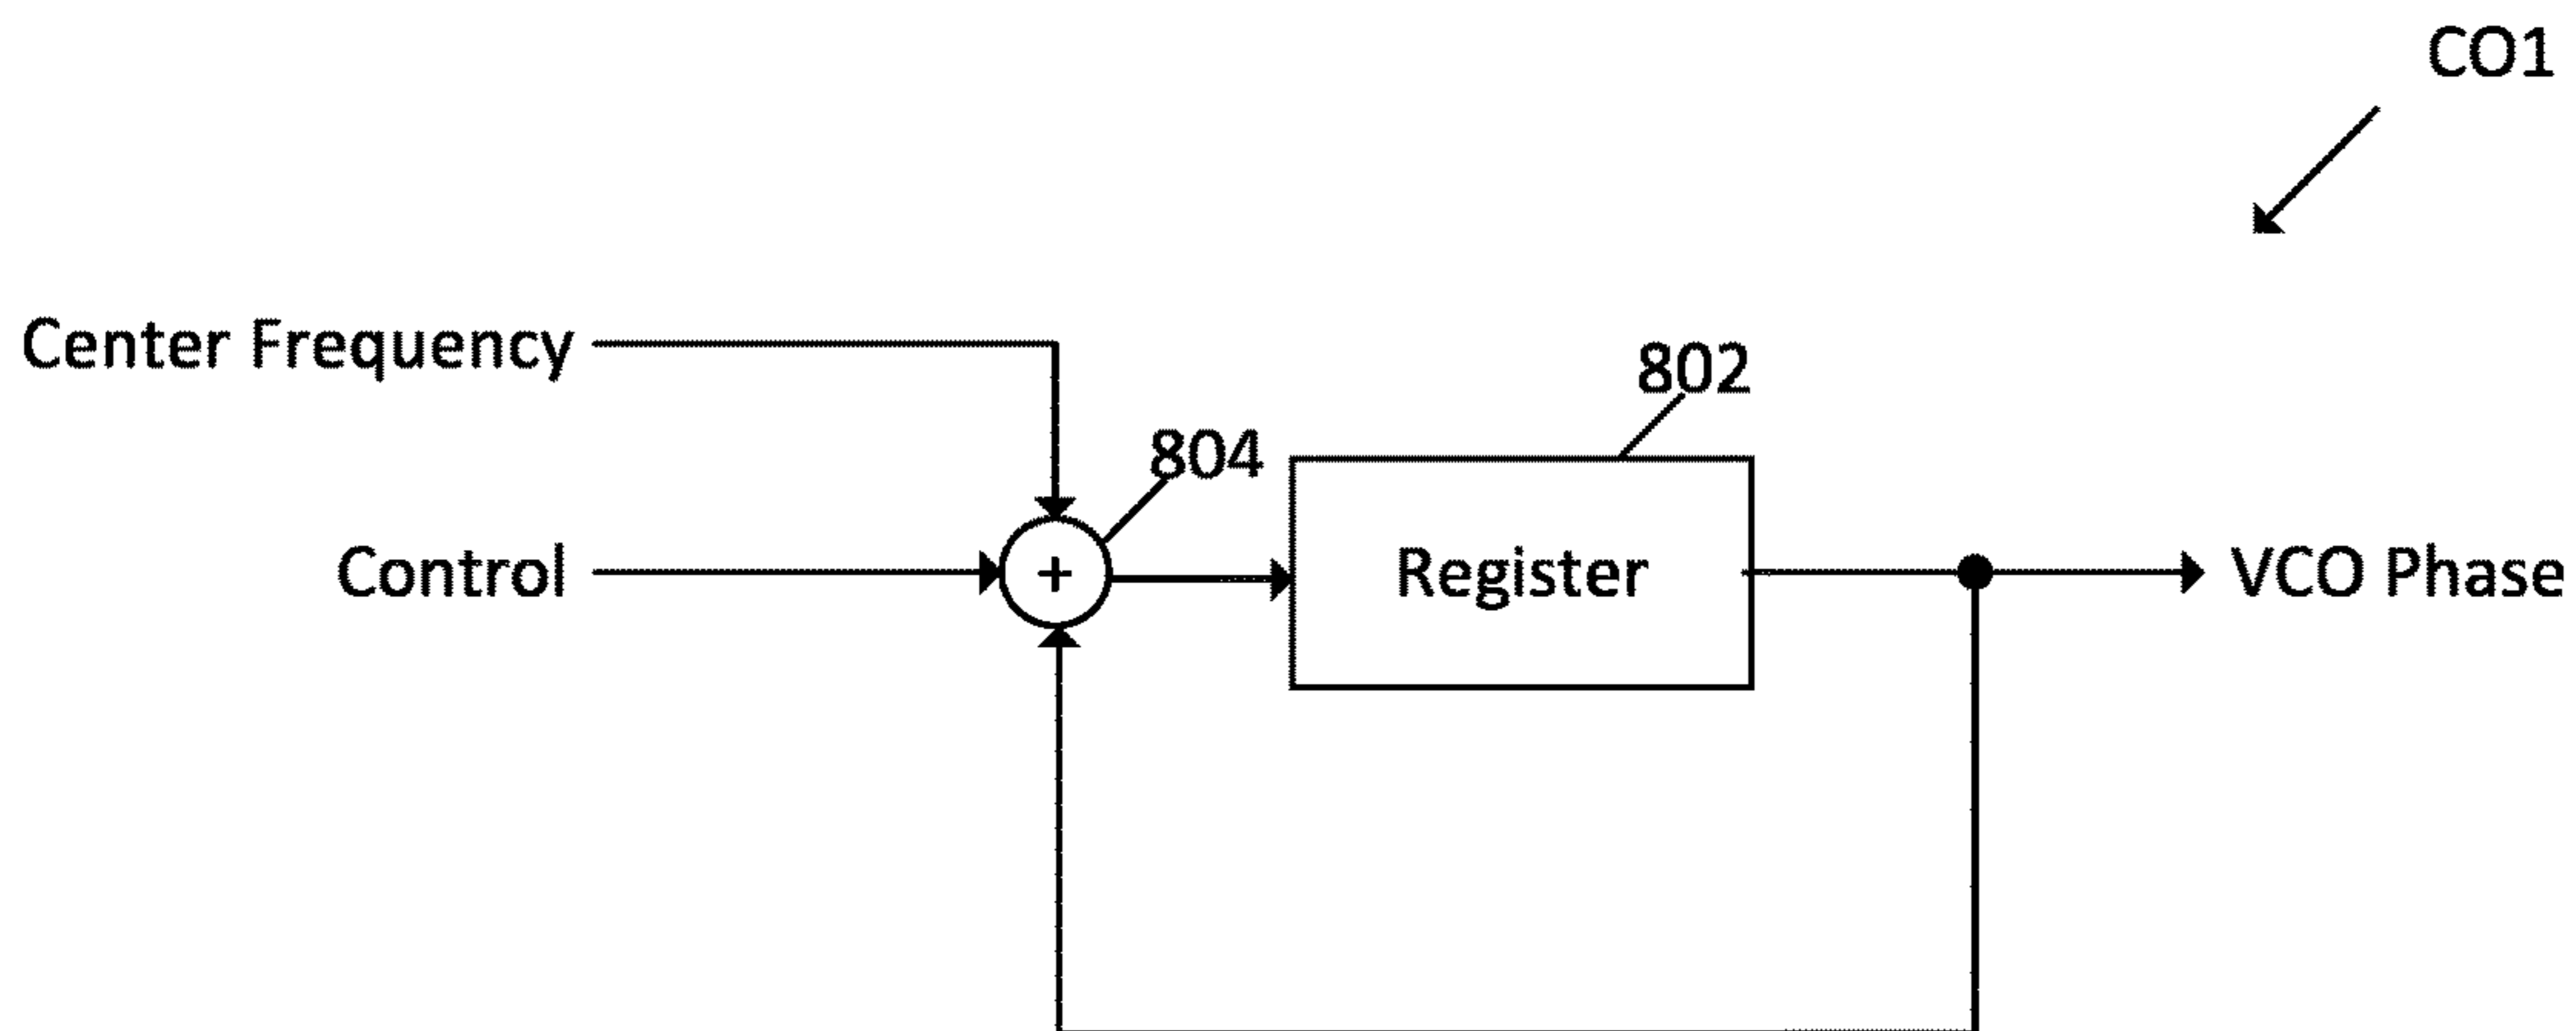 CO1
Center Frequency
802
804
Control
+
Register
VCO Phase